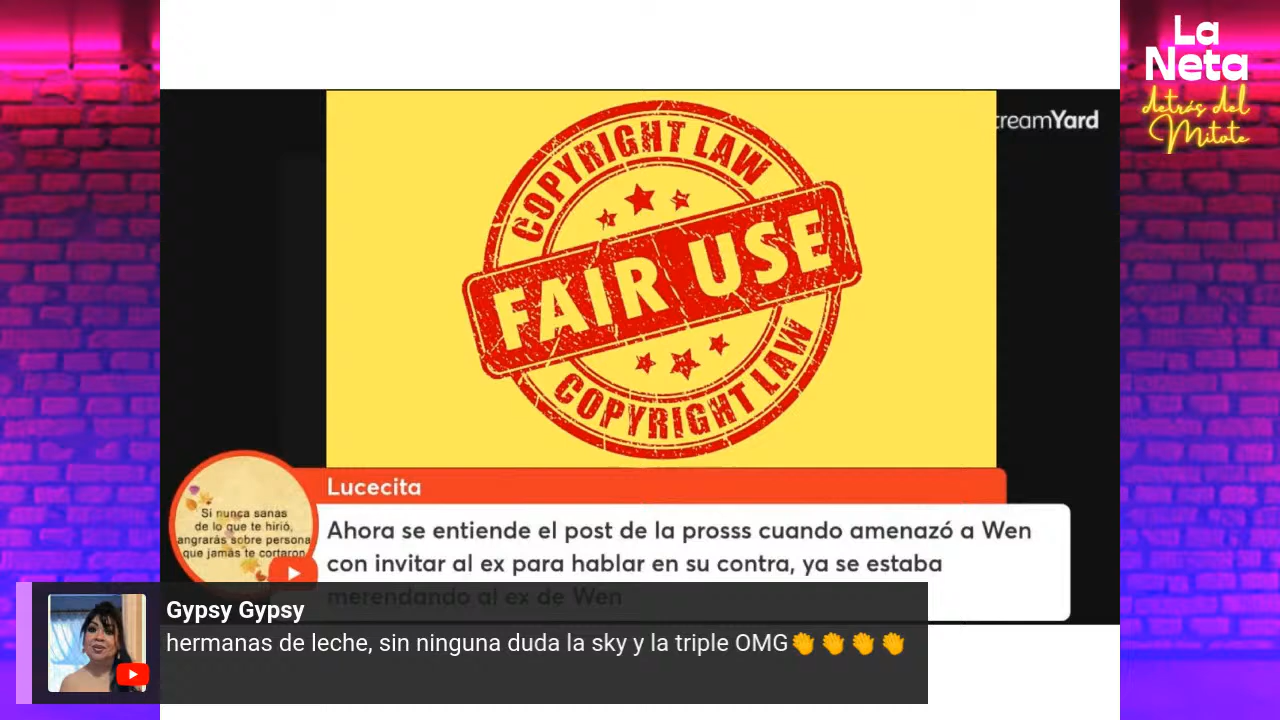 La
Neta
detrás del
Mitote
reamYard
COPYRIGHT LAW
FAIR USE
COPYRIGHT LAW
Lucecita
Si nunca sanas
de lo que te hirió,
angrarás sobre persona
que jamás te cortaron
Ahora se entiende el post de la prosss cuando amenazó a Wen
con invitar al ex para hablar en su contra, ya se estaba
merendando al ex de Wen
Gypsy Gypsy
hermanas de leche, sin ninguna duda la sky y la triple OMG👏👏👏👏